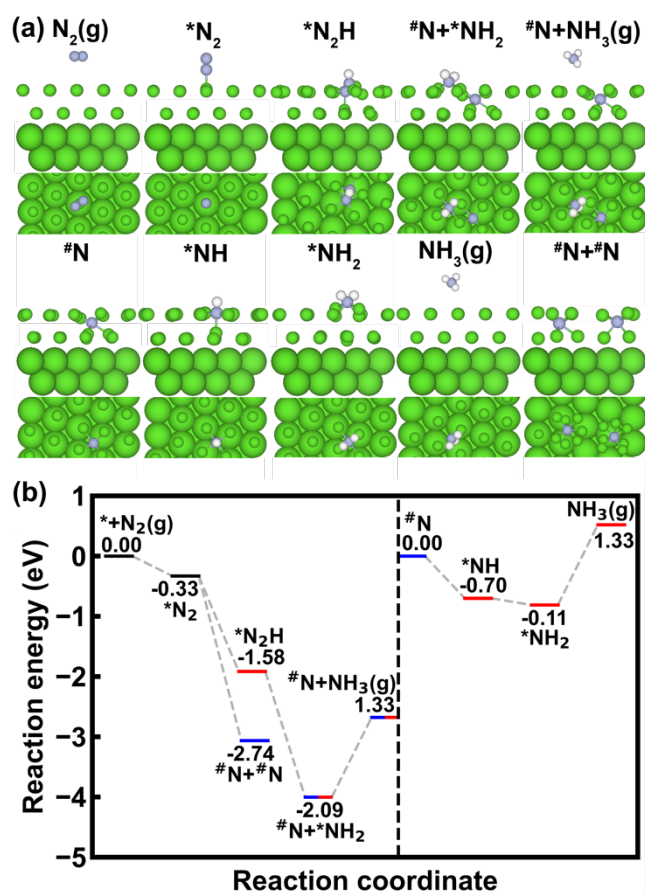 (a) N₂(g) *N₂ *N₂H #N+*NH₂ #N+NH₃(g)
#N *NH *NH₂ NH₃(g) #N+#N
(b)
Reaction energy (eV)
1
0
−1
−2
−3
−4
−5
*+N₂(g)
0.00
-0.33
*N₂
*N₂H
-1.58
-2.74
#N+#N
-2.09
#N+*NH₂
#N+NH₃(g)
1.33
#N
0.00
*NH
-0.70
-0.11
*NH₂
NH₃(g)
1.33
Reaction coordinate